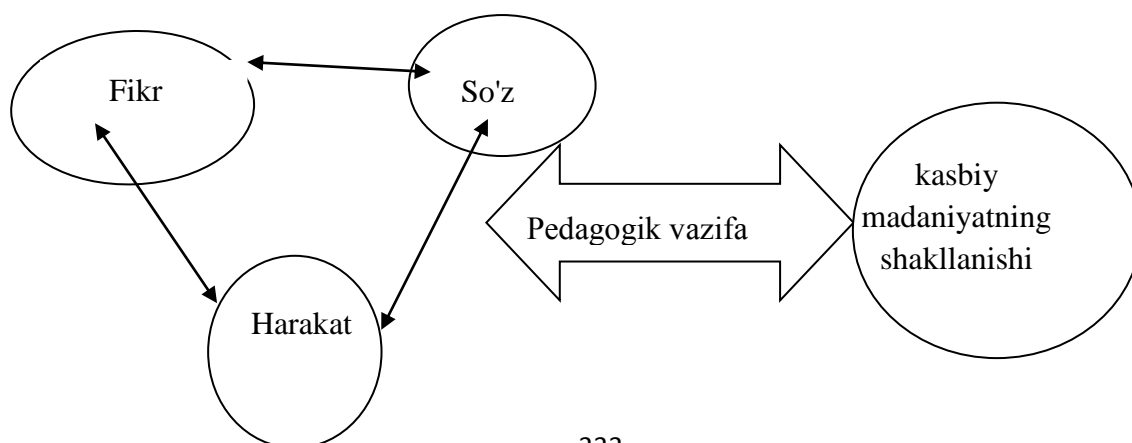 Fikr
So'z
Harakat
Pedagogik vazifa
kasbiy
madaniyatning
shakllanishi